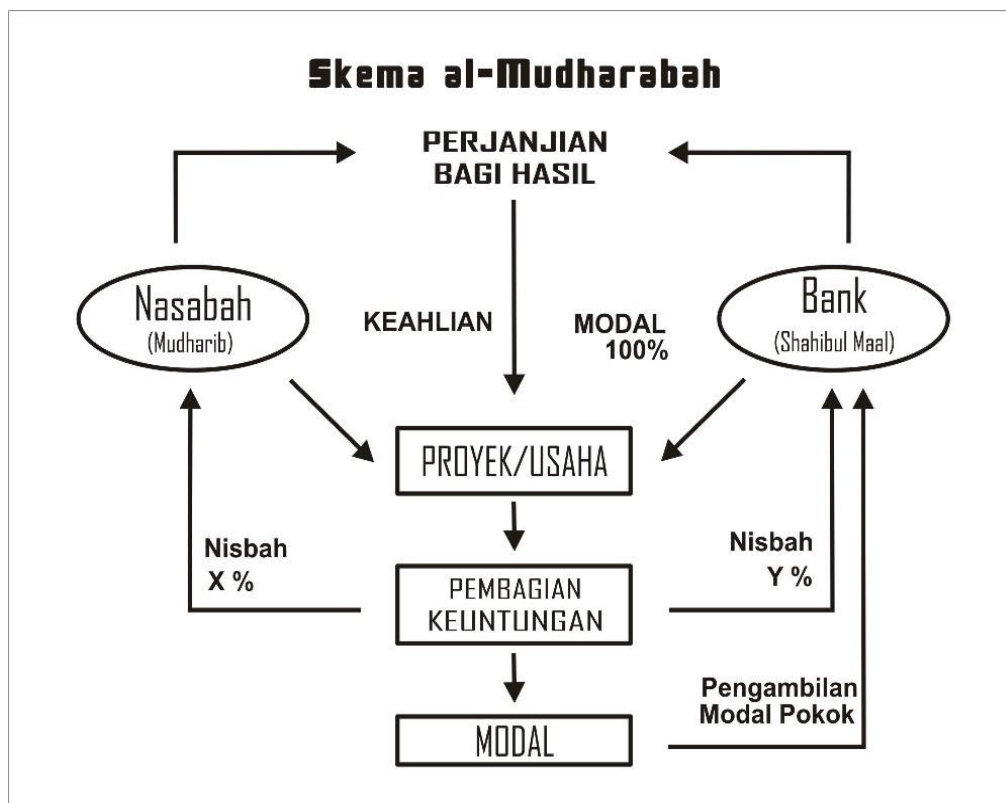 Skema al-Mudharabah
PERJANJIAN
BAGI HASIL
Nasabah
(Mudharib)
KEAHLIAN
MODAL
100%
Bank
(Shahibul Maal)
PROYEK/USAHA
Nisbah
X %
Nisbah
Y %
PEMBAGIAN
KEUNTUNGAN
Pengambilan
Modal Pokok
MODAL